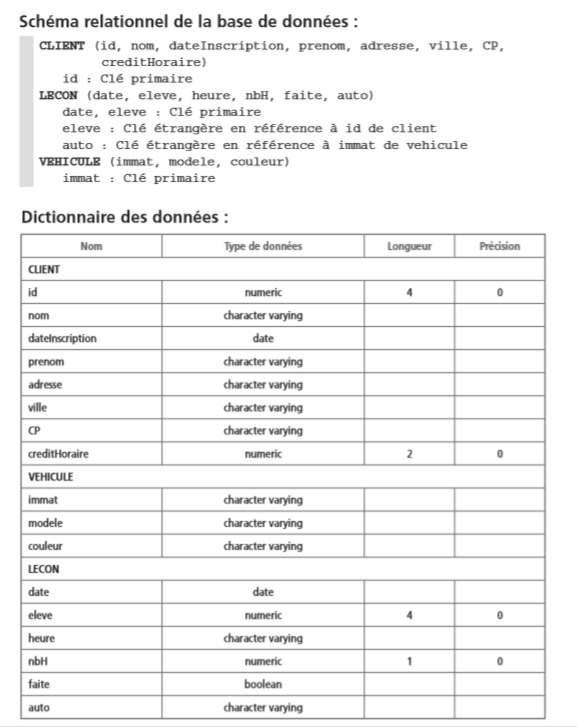 Schéma relationnel de la base de données :
CLIENT (id, nom, dateInscription, prenom, adresse, ville, CP,
creditHoraire)
id : Clé primaire
LECON (date, eleve, heure, nbH, faite, auto)
date, eleve : Clé primaire
eleve : Clé étrangère en référence à id de client
auto : Clé étrangère en référence à immat de vehicule
VEHICULE (immat, modele, couleur)
immat : Clé primaire
Dictionnaire des données :
Nom Type de données Longueur Précision
CLIENT
id numeric 4 0
nom character varying
dateInscription date
prenom character varying
adresse character varying
ville character varying
CP character varying
creditHoraire numeric 2 0
VEHICULE
immat character varying
modele character varying
couleur character varying
LECON
date date
eleve numeric 4 0
heure character varying
nbH numeric 1 0
faite boolean
auto character varying